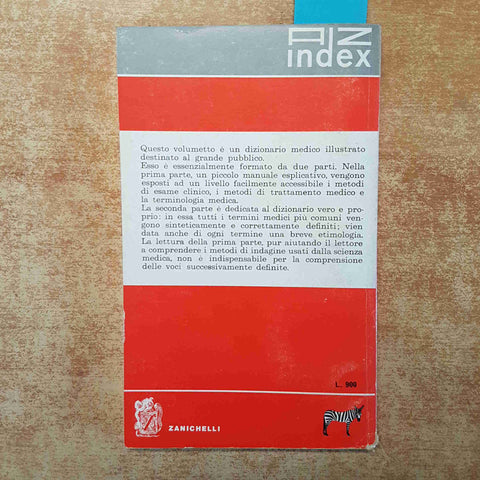 AZ
index
Questo volumetto è un dizionario medico illustrato
destinato al grande pubblico.
Esso è essenzialmente formato da due parti. Nella
prima parte, un piccolo manuale esplicativo, vengono
esposti ad un livello facilmente accessibile i metodi
di esame clinico, i metodi di trattamento medico e
la terminologia medica.
La seconda parte è dedicata al dizionario vero e pro-
prio: in essa tutti i termini medici più comuni ven-
gono sinteticamente e correttamente definiti; vien
data anche di ogni termine una breve etimologia.
La lettura della prima parte, pur aiutando il lettore
a comprendere i metodi di indagine usati dalla scienza
medica, non è indispensabile per la comprensione
delle voci successivamente definite.
L. 900
ZANICHELLI